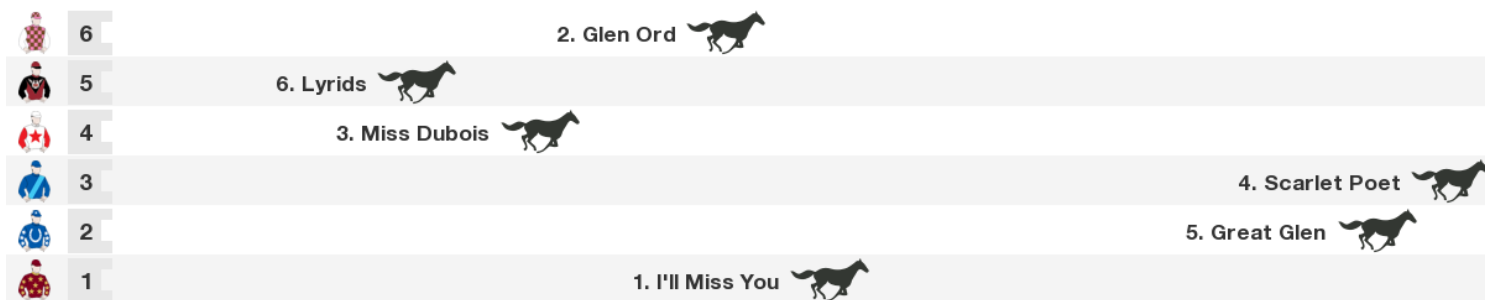 6 2. Glen Ord
5 6. Lyrids
4 3. Miss Dubois
3 4. Scarlet Poet
2 5. Great Glen
1 1. I'll Miss You